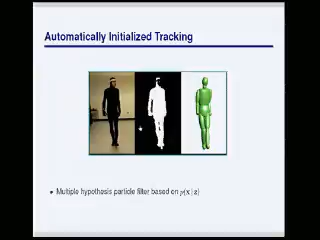 Automatically Initialized Tracking
• Multiple hypothesis particle filter based on p(x | z)